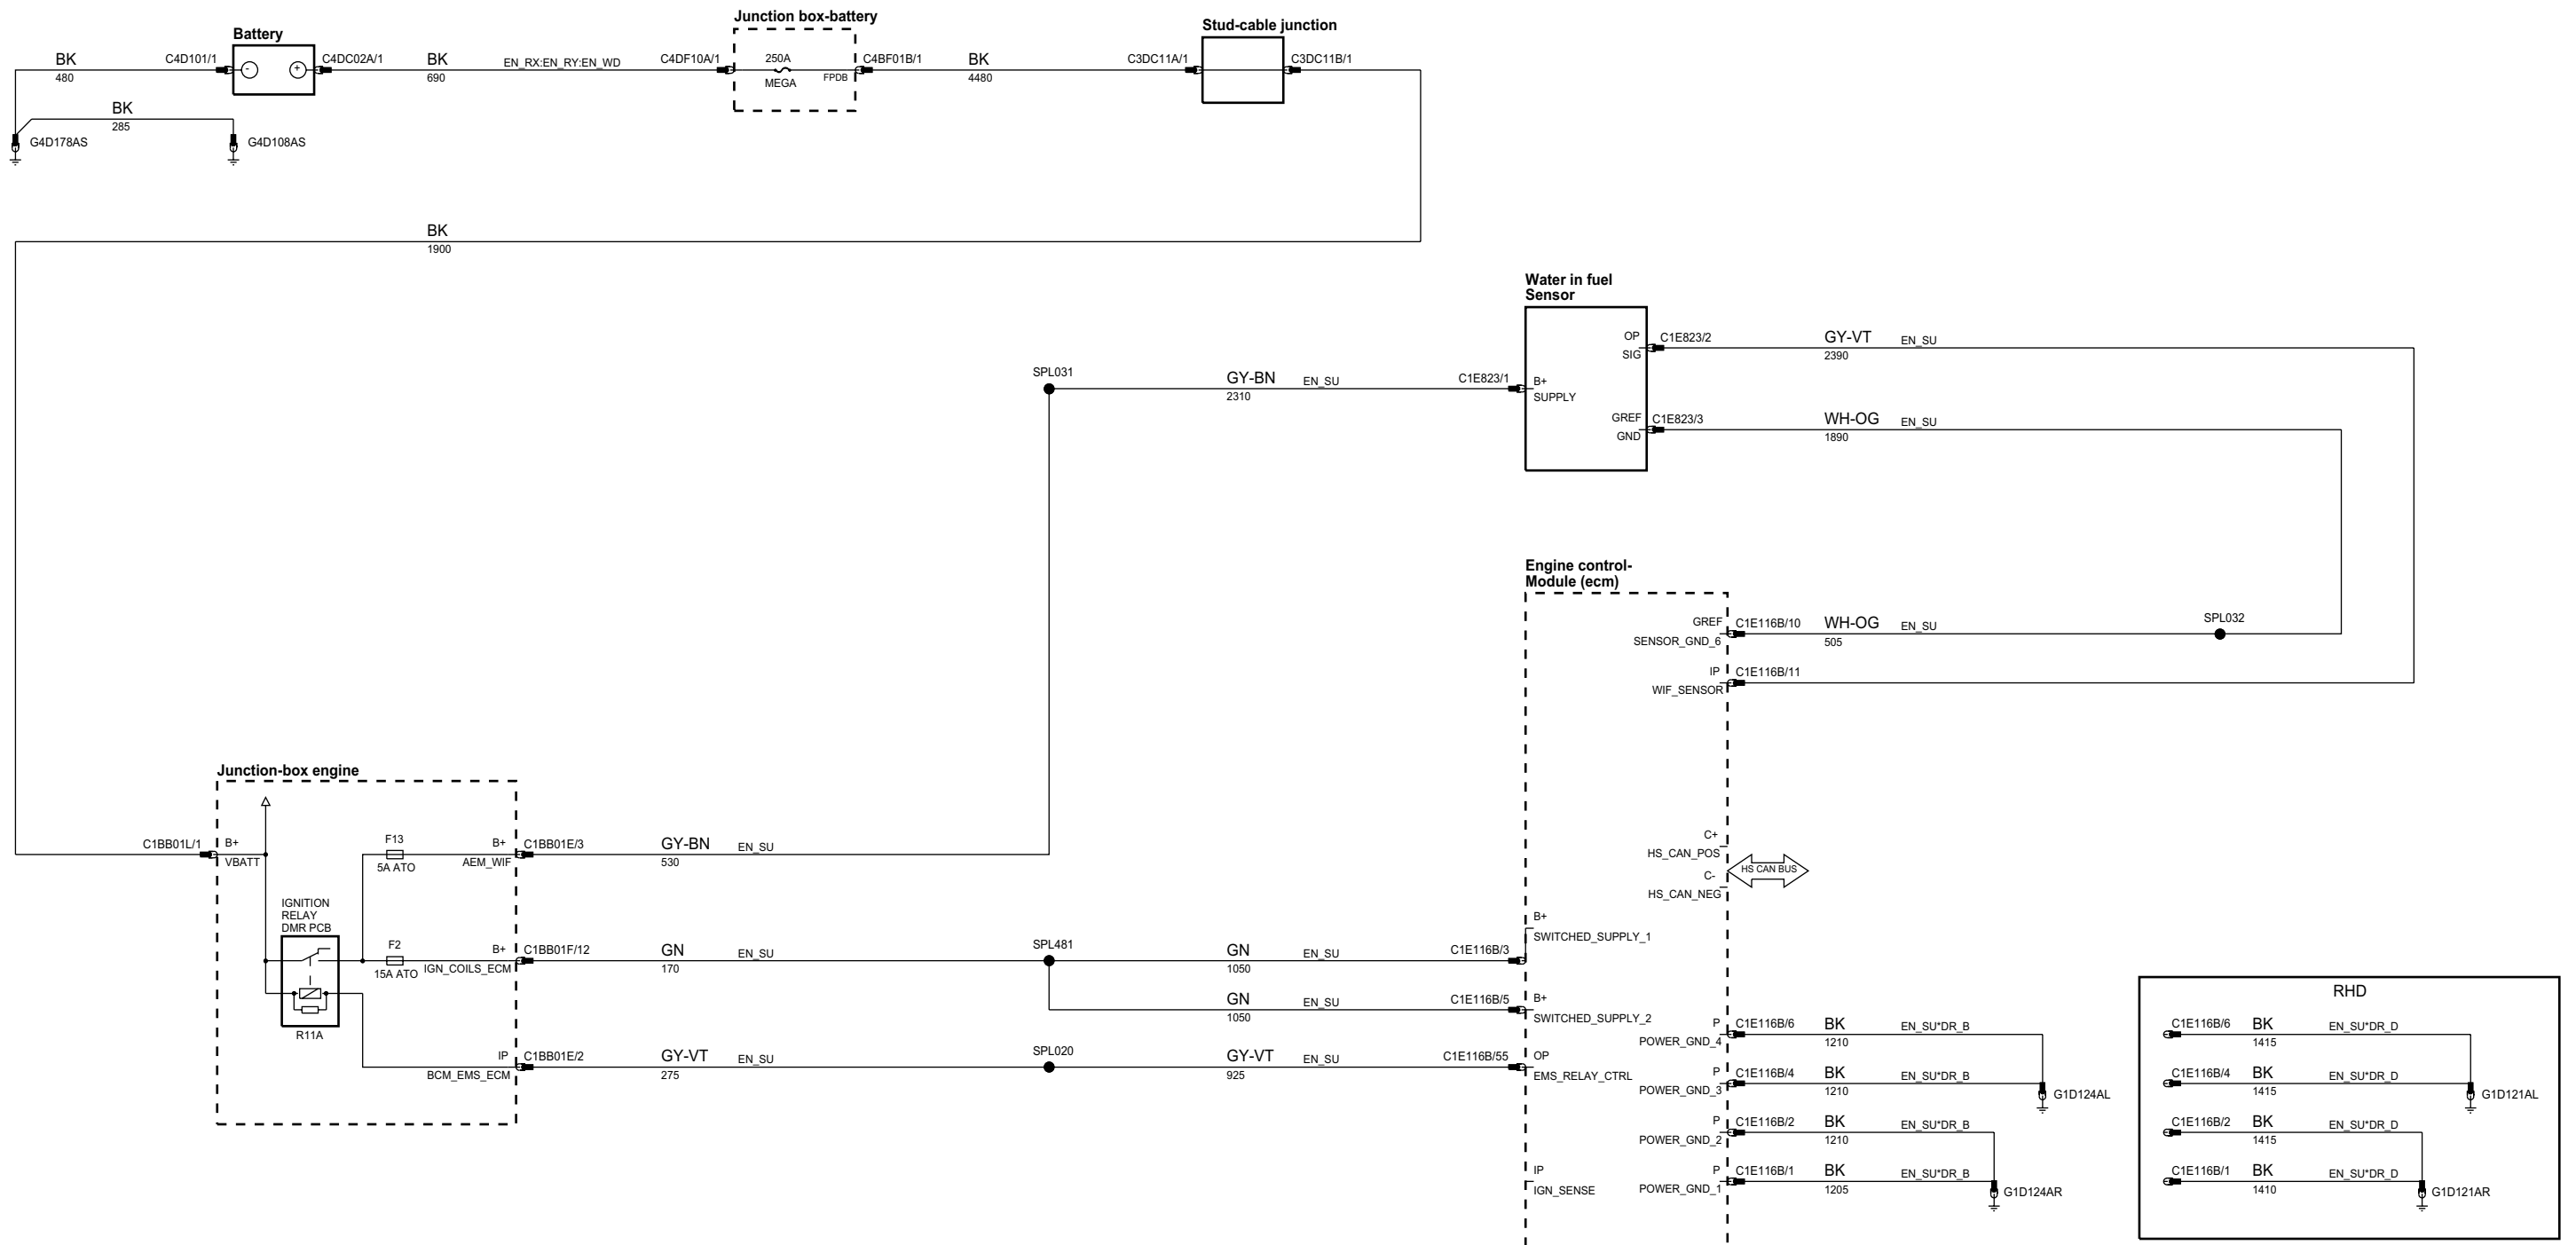 Battery
Junction box-battery
Stud-cable junction
BK
480
C4D101/1
-
+
C4DC02A/1
BK
690
EN_RX:EN_RY:EN_WD
C4DF10A/1
250A
MEGA
FPDB
C4BF01B/1
BK
4480
C3DC11A/1
C3DC11B/1
BK
285
G4D178AS
G4D108AS
BK
1900
Water in fuel
Sensor
OP
SIG
C1E823/2
GY-VT
2390
EN_SU
SPL031
GY-BN
2310
EN_SU
C1E823/1
B+
SUPPLY
GREF
GND
C1E823/3
WH-OG
1890
EN_SU
Engine control-
Module (ecm)
GREF
SENSOR_GND_6
C1E116B/10
WH-OG
505
EN_SU
SPL032
IP
WIF_SENSOR
C1E116B/11
Junction-box engine
C1BB01L/1
B+
VBATT
F13
5A ATO
B+
AEM_WIF
C1BB01E/3
GY-BN
530
EN_SU
C+
HS_CAN_POS
HS CAN BUS
C-
HS_CAN_NEG
IGNITION
RELAY
DMR PCB
R11A
F2
15A ATO
B+
IGN_COILS_ECM
C1BB01F/12
GN
170
EN_SU
SPL481
GN
1050
EN_SU
C1E116B/3
B+
SWITCHED_SUPPLY_1
GN
1050
EN_SU
C1E116B/5
B+
SWITCHED_SUPPLY_2
IP
BCM_EMS_ECM
C1BB01E/2
GY-VT
275
EN_SU
SPL020
GY-VT
925
EN_SU
C1E116B/55
OP
EMS_RELAY_CTRL
IP
IGN_SENSE
P
POWER_GND_4
C1E116B/6
BK
1210
EN_SU*DR_B
P
POWER_GND_3
C1E116B/4
BK
1210
EN_SU*DR_B
G1D124AL
P
POWER_GND_2
C1E116B/2
BK
1210
EN_SU*DR_B
P
POWER_GND_1
C1E116B/1
BK
1205
EN_SU*DR_B
G1D124AR
RHD
C1E116B/6
BK
1415
EN_SU*DR_D
C1E116B/4
BK
1415
EN_SU*DR_D
G1D121AL
C1E116B/2
BK
1415
EN_SU*DR_D
C1E116B/1
BK
1410
EN_SU*DR_D
G1D121AR